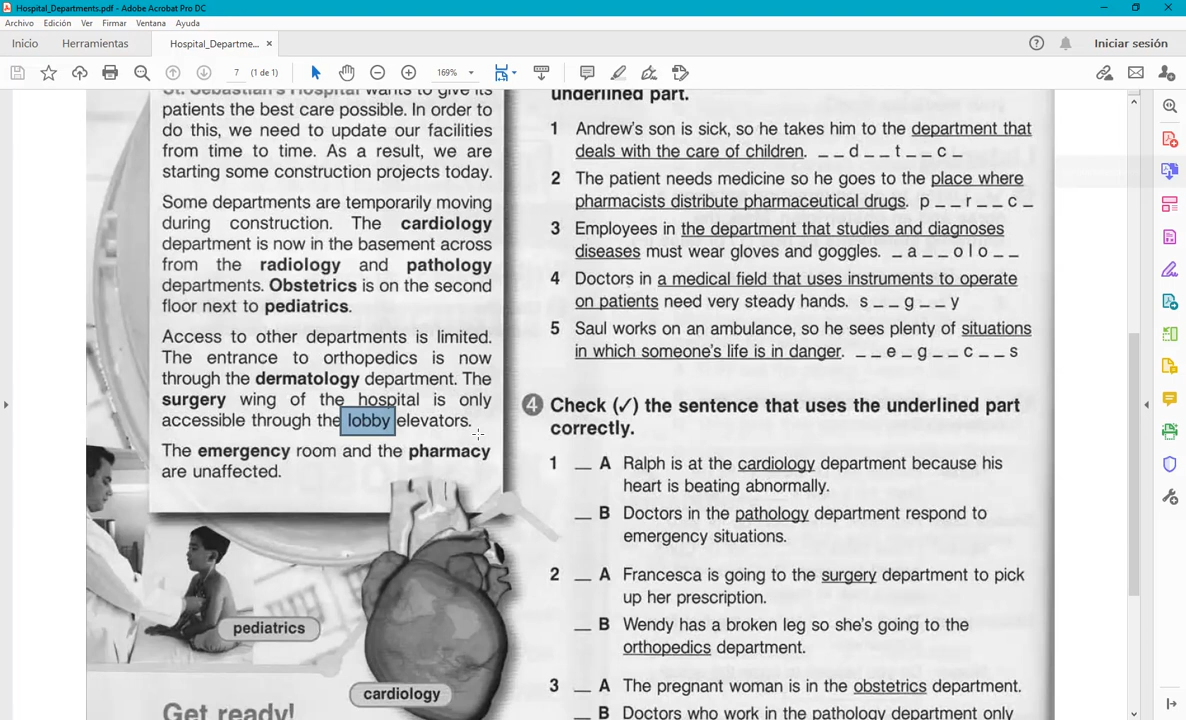 Hospital_Departments.pdf - Adobe Acrobat Pro DC
Archivo Edición Ver Firmar Ventana Ayuda
Inicio Herramientas Hospital_Departme... × Iniciar sesión
7 (1 de 1) 169%
St. Sebastian's Hospital wants to give its
patients the best care possible. In order to
do this, we need to update our facilities
from time to time. As a result, we are
starting some construction projects today.
Some departments are temporarily moving
during construction. The cardiology
department is now in the basement across
from the radiology and pathology
departments. Obstetrics is on the second
floor next to pediatrics.
Access to other departments is limited.
The entrance to orthopedics is now
through the dermatology department. The
surgery wing of the hospital is only
accessible through the lobby elevators.
The emergency room and the pharmacy
are unaffected.
pediatrics
cardiology
Get ready!
underlined part.
1 Andrew's son is sick, so he takes him to the department that
deals with the care of children. _ _ d _ _ t _ _ c _
2 The patient needs medicine so he goes to the place where
pharmacists distribute pharmaceutical drugs. p _ _ r _ _ c _
3 Employees in the department that studies and diagnoses
diseases must wear gloves and goggles. _ a _ _ o l o _ _
4 Doctors in a medical field that uses instruments to operate
on patients need very steady hands. s _ _ g _ _ y
5 Saul works on an ambulance, so he sees plenty of situations
in which someone's life is in danger. _ _ e _ g _ _ c _ _ s
4 Check (✓) the sentence that uses the underlined part
correctly.
1 _ A Ralph is at the cardiology department because his
heart is beating abnormally.
_ B Doctors in the pathology department respond to
emergency situations.
2 _ A Francesca is going to the surgery department to pick
up her prescription.
_ B Wendy has a broken leg so she's going to the
orthopedics department.
3 _ A The pregnant woman is in the obstetrics department.
_ B Doctors who work in the pathology department only